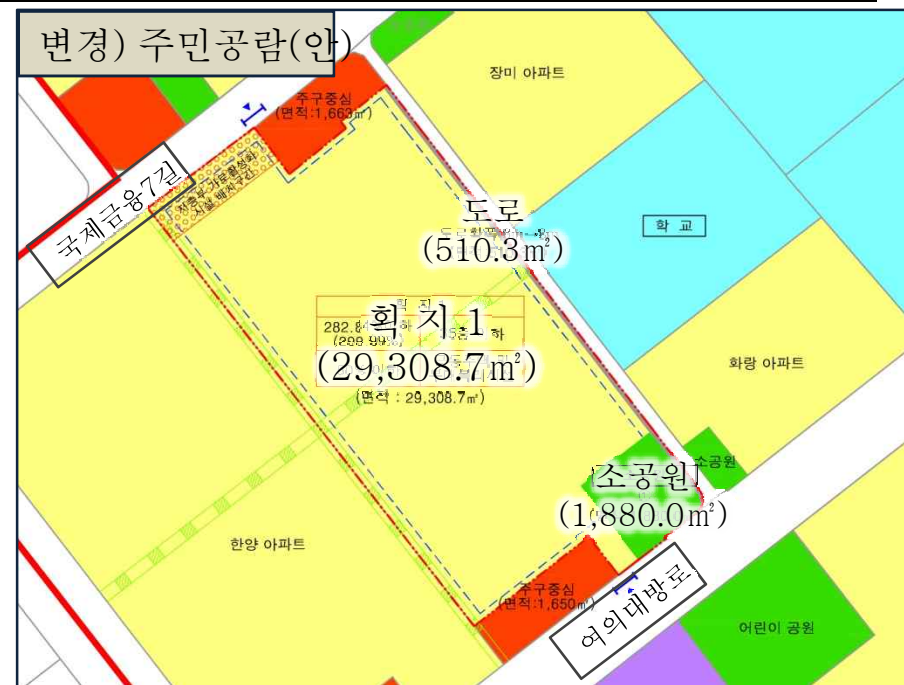 변경) 주민공람(안)
장미 아파트
주구중심
(면적:1,663㎡)
국제금융7길
도로
(510.3㎡)
학 교
획 지 1
(29,308.7㎡)
(면적 : 29,308.7㎡)
화랑 아파트
소공원
소공원
(1,880.0㎡)
한양 아파트
주구중심
(면적:1,650㎡)
여의대방로
어린이 공원